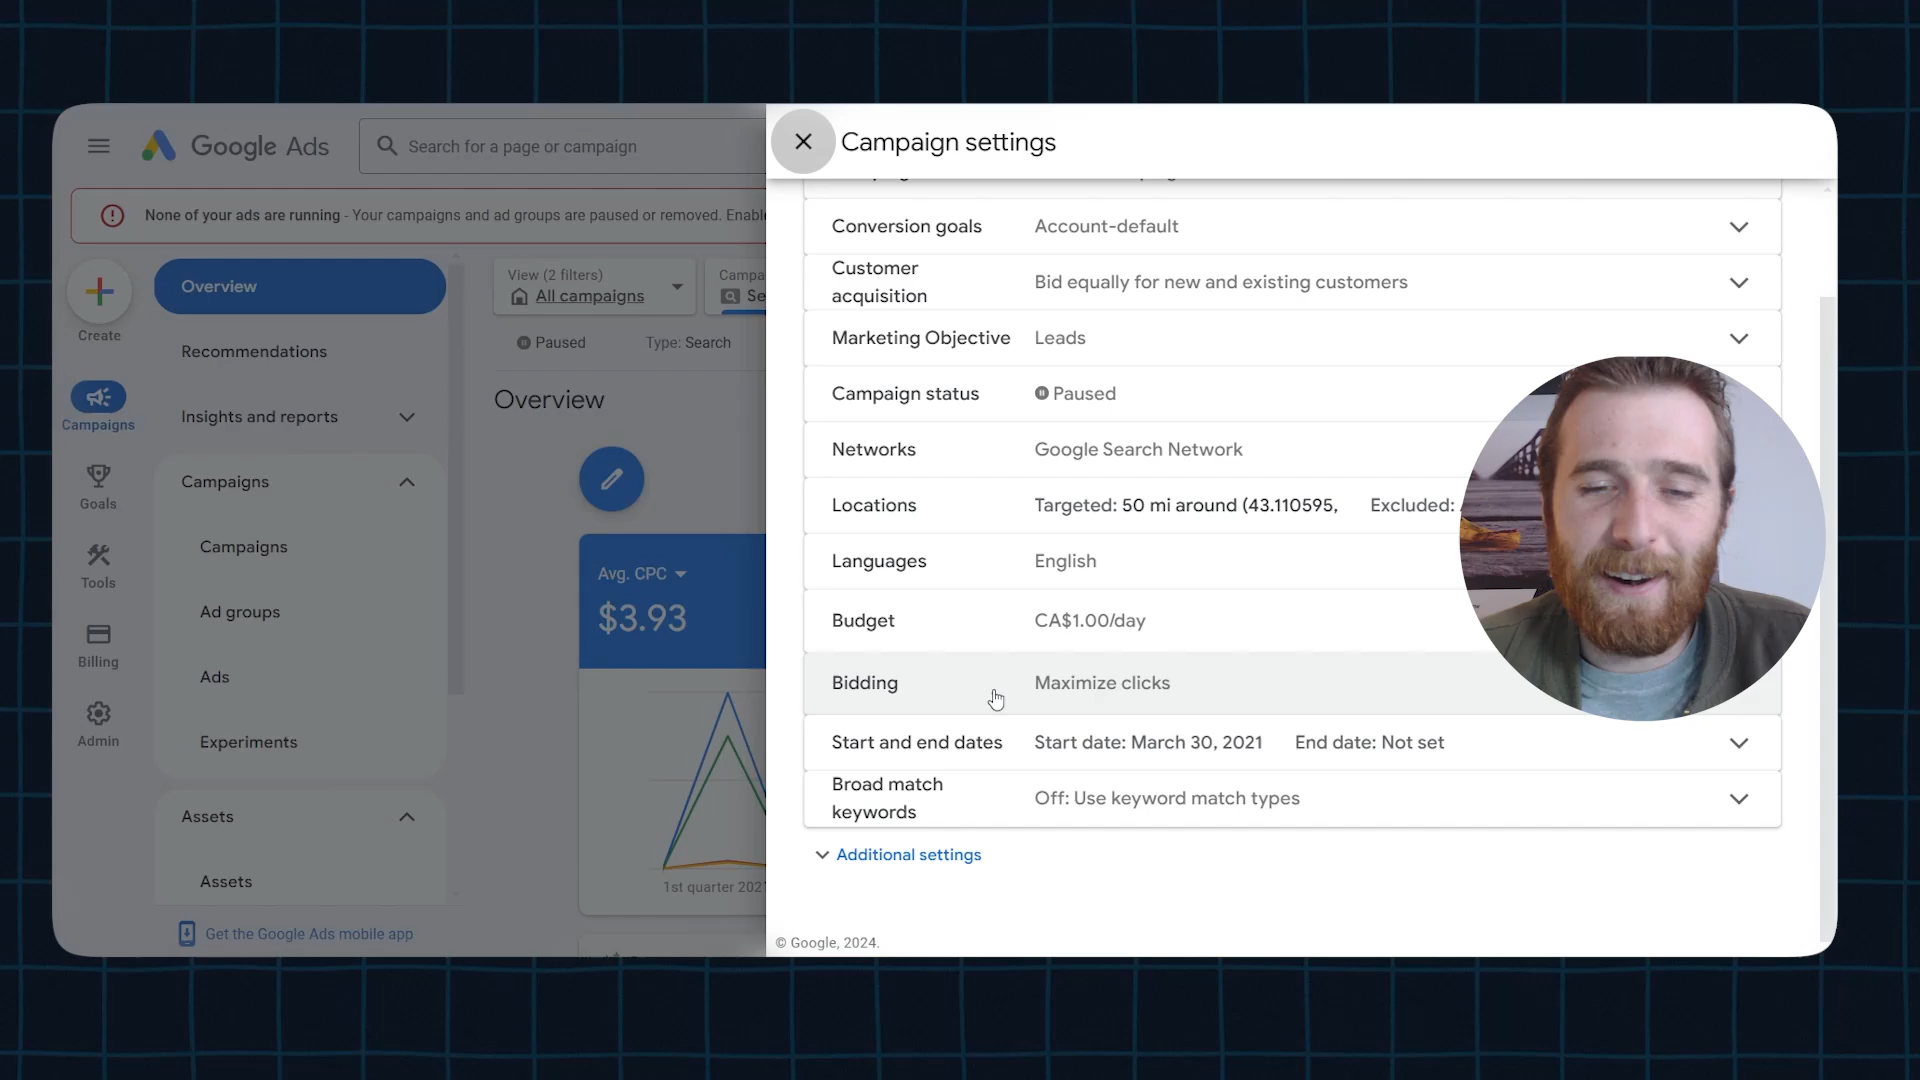 Google Ads
Search for a page or campaign
None of your ads are running - Your campaigns and ad groups are paused or removed. Enable
Create
Campaigns
Goals
Tools
Billing
Admin
Overview
Recommendations
Insights and reports
Campaigns
Campaigns
Ad groups
Ads
Experiments
Assets
Assets
Get the Google Ads mobile app
View (2 filters)
All campaigns
Campa
Se
Paused
Type: Search
Overview
Avg. CPC
$3.93
1st quarter 2021
Campaign settings
Conversion goals Account-default
Customer acquisition Bid equally for new and existing customers
Marketing Objective Leads
Campaign status Paused
Networks Google Search Network
Locations Targeted: 50 mi around (43.110595, Excluded:
Languages English
Budget CA$1.00/day
Bidding Maximize clicks
Start and end dates Start date: March 30, 2021 End date: Not set
Broad match keywords Off: Use keyword match types
Additional settings
© Google, 2024.